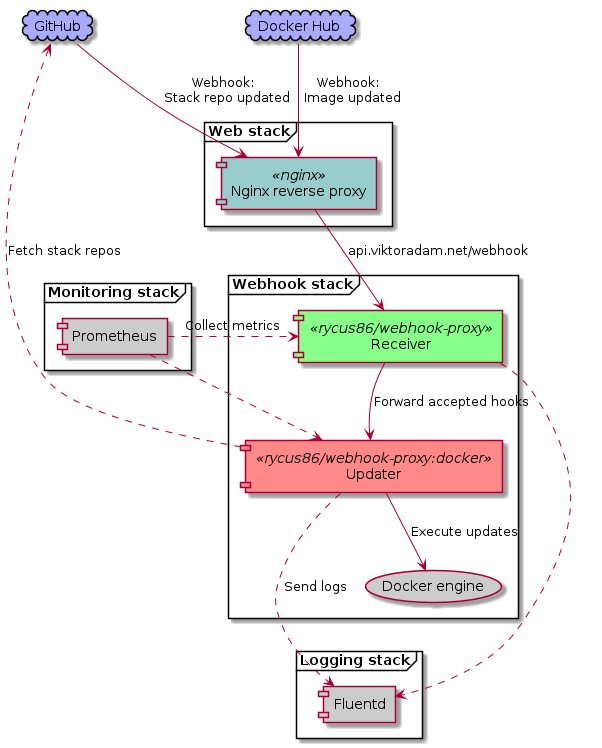 GitHub
Docker Hub
Webhook:
Stack repo updated
Webhook:
Image updated
Web stack
«nginx»
Nginx reverse proxy
Fetch stack repos
api.viktoradam.net/webhook
Webhook stack
Monitoring stack
Prometheus
Collect metrics
«rycus86/webhook-proxy»
Receiver
Forward accepted hooks
«rycus86/webhook-proxy:docker»
Updater
Execute updates
Send logs
Docker engine
Logging stack
Fluentd